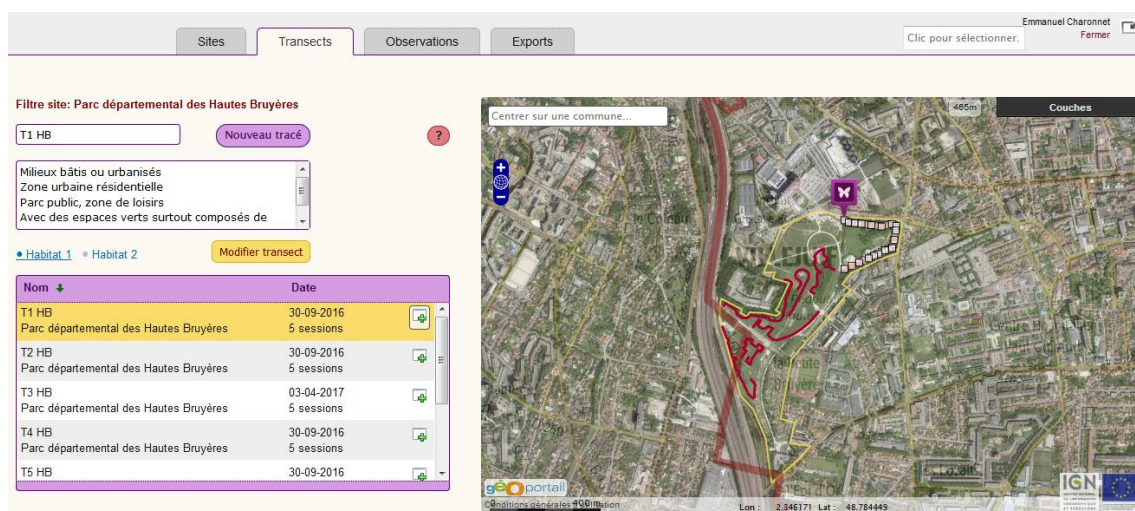 Emmanuel Charonnet
Fermer
Sites
Transects
Observations
Exports
Clic pour sélectionner.
Filtre site: Parc départemental des Hautes Bruyères
T1 HB
Nouveau tracé
?
Milieux bâtis ou urbanisés
Zone urbaine résidentielle
Parc public, zone de loisirs
Avec des espaces verts surtout composés de
Habitat 1
Habitat 2
Modifier transect
Nom
Date
T1 HB
30-09-2016
Parc départemental des Hautes Bruyères
5 sessions
T2 HB
30-09-2016
Parc départemental des Hautes Bruyères
5 sessions
T3 HB
03-04-2017
Parc départemental des Hautes Bruyères
5 sessions
T4 HB
30-09-2016
Parc départemental des Hautes Bruyères
5 sessions
T5 HB
30-09-2016
Centrer sur une commune...
465m
Couches
géoportail
Conditions générales d'utilisation
0
400 m
Lon : 2.346171 Lat : 48.784449
IGN